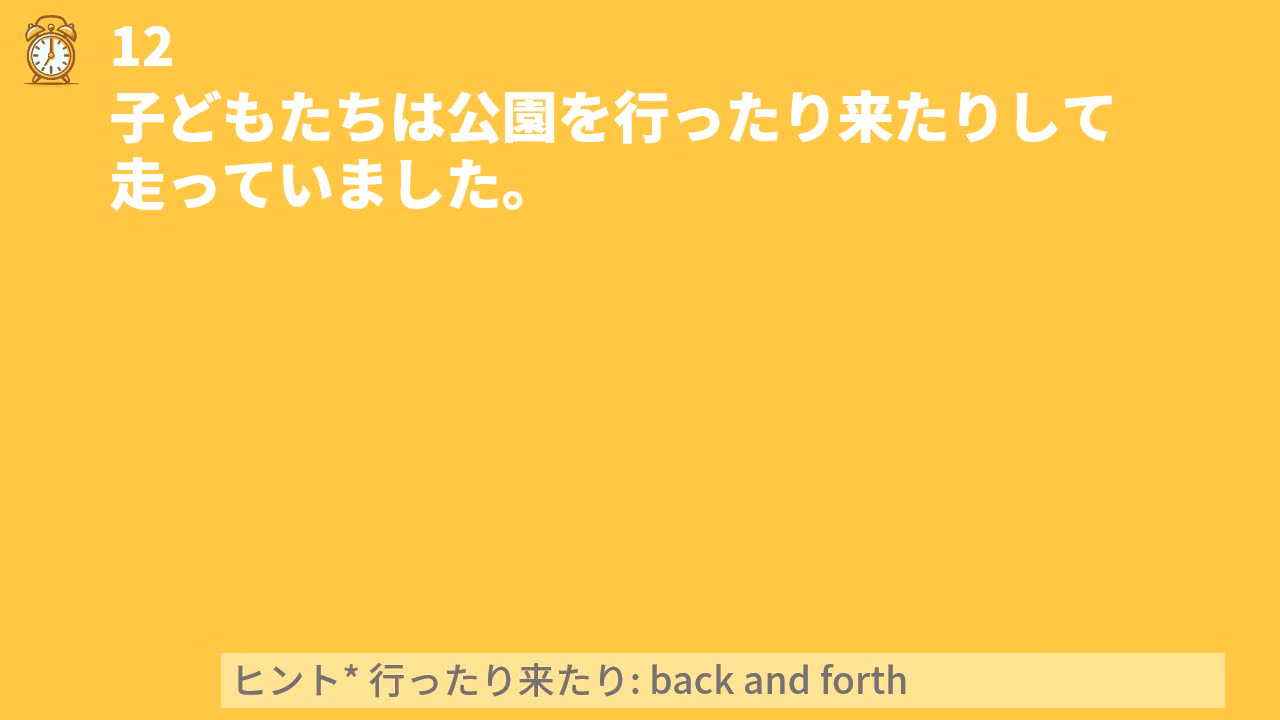 12
子どもたちは公園を行ったり来たりして
走っていました。
ヒント* 行ったり来たり: back and forth